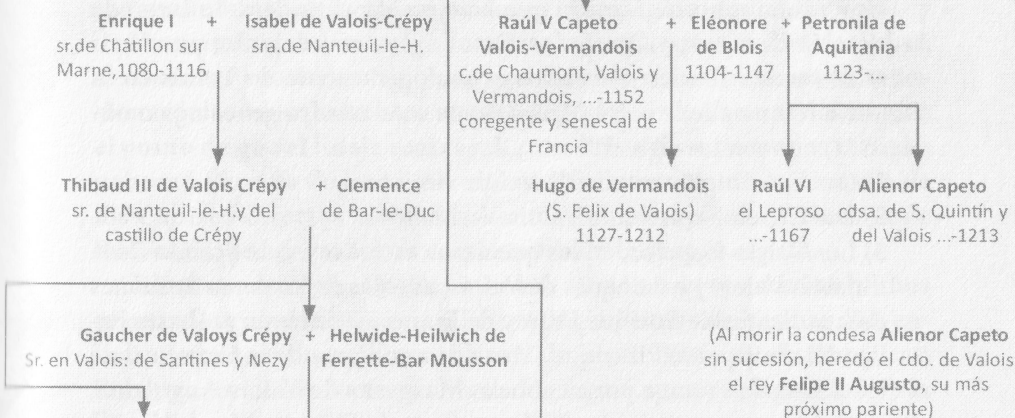 Enrique I + Isabel de Valois-Crépy
sr.de Châtillon sur sra.de Nanteuil-le-H.
Marne,1080-1116
Raúl V Capeto + Eléonore + Petronila de
Valois-Vermandois de Blois Aquitania
c.de Chaumont, Valois y 1104-1147 1123-...
Vermandois, ...-1152
coregente y senescal de
Francia
Thibaud III de Valois Crépy + Clemence
sr. de Nanteuil-le-H.y del de Bar-le-Duc
castillo de Crépy
Hugo de Vermandois Raúl VI Alienor Capeto
(S. Felix de Valois) el Leproso cdsa. de S. Quintín y
1127-1212 ...-1167 del Valois ...-1213
Gaucher de Valoys Crépy + Helwide-Heilwich de
Sr. en Valois: de Santines y Nezy Ferrette-Bar Mousson
(Al morir la condesa Alienor Capeto
sin sucesión, heredó el cdo. de Valois
el rey Felipe II Augusto, su más
próximo pariente)